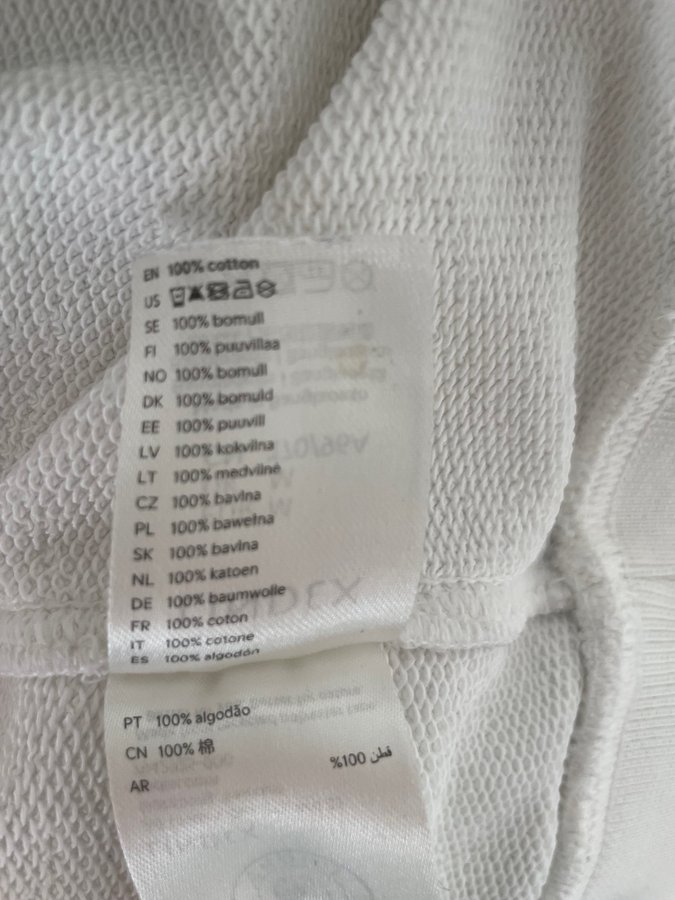 EN 100% cotton
US
SE 100% bomull
FI 100% puuvillaa
NO 100% bomull
DK 100% bomuld
EE 100% puuvill
LV 100% kokvilna
LT 100% medvilnė
CZ 100% bavlna
PL 100% bawełna
SK 100% bavlna
NL 100% katoen
DE 100% baumwolle
FR 100% coton
IT 100% cotone
ES 100% algodón
PT 100% algodão
CN 100% 棉
AR قطن 100%